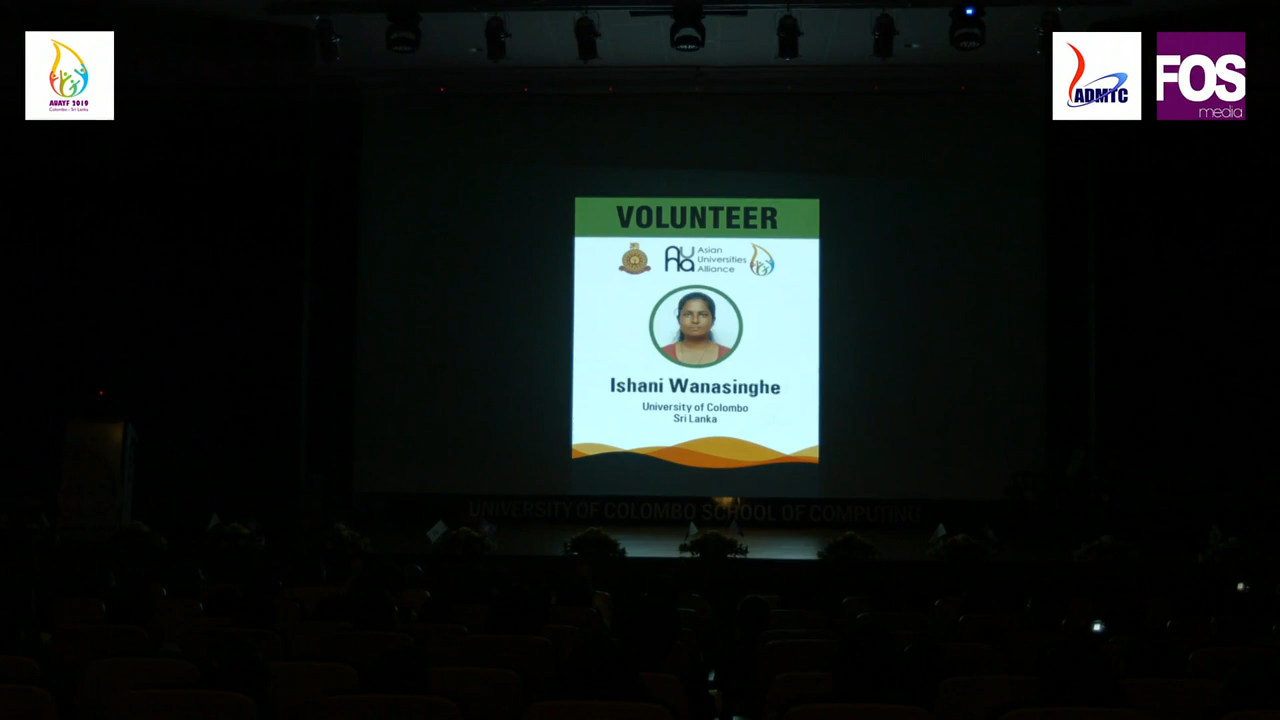 AUAYF 2019
Colombo - Sri Lanka
ADMTC
FOS
media
VOLUNTEER
AUA
Asian
Universities
Alliance
Ishani Wanasinghe
University of Colombo
Sri Lanka
UNIVERSITY OF COLOMBO SCHOOL OF COMPUTING